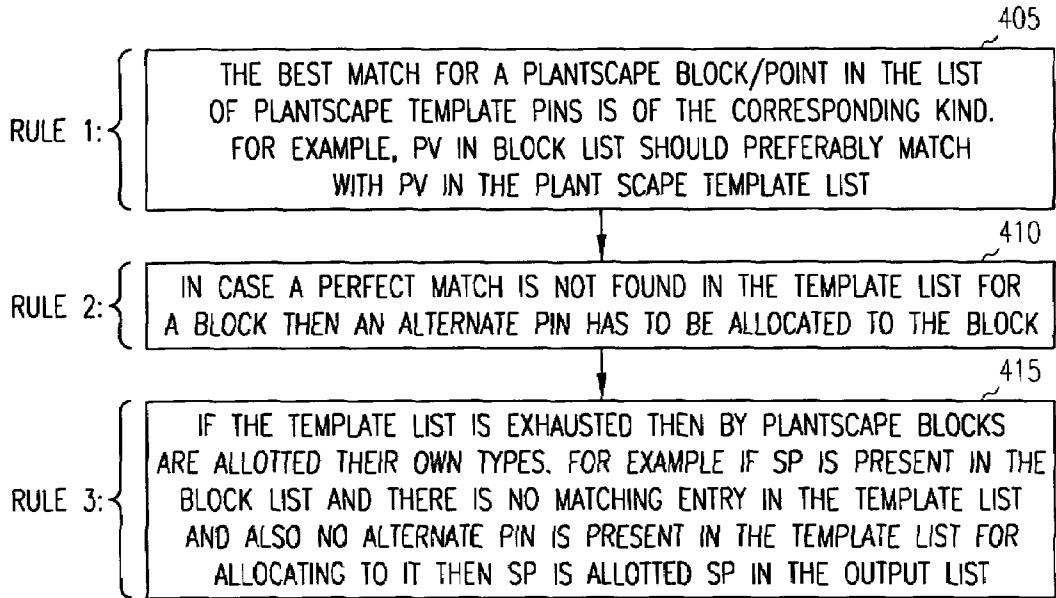 405
RULE 1:
THE BEST MATCH FOR A PLANTSCAPE BLOCK/POINT IN THE LIST
OF PLANTSCAPE TEMPLATE PINS IS OF THE CORRESPONDING KIND.
FOR EXAMPLE, PV IN BLOCK LIST SHOULD PREFERABLY MATCH
WITH PV IN THE PLANT SCAPE TEMPLATE LIST
410
RULE 2:
IN CASE A PERFECT MATCH IS NOT FOUND IN THE TEMPLATE LIST FOR
A BLOCK THEN AN ALTERNATE PIN HAS TO BE ALLOCATED TO THE BLOCK
415
RULE 3:
IF THE TEMPLATE LIST IS EXHAUSTED THEN BY PLANTSCAPE BLOCKS
ARE ALLOTTED THEIR OWN TYPES. FOR EXAMPLE IF SP IS PRESENT IN THE
BLOCK LIST AND THERE IS NO MATCHING ENTRY IN THE TEMPLATE LIST
AND ALSO NO ALTERNATE PIN IS PRESENT IN THE TEMPLATE LIST FOR
ALLOCATING TO IT THEN SP IS ALLOTTED SP IN THE OUTPUT LIST